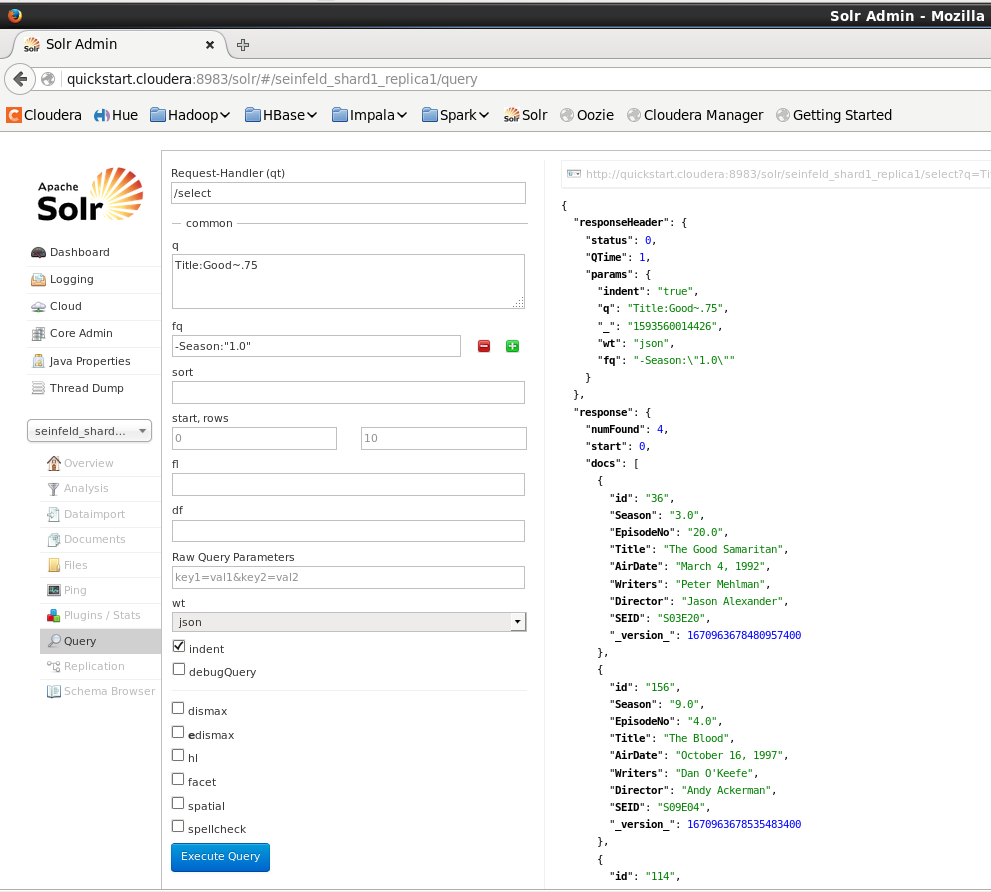 Solr Admin - Mozilla
Solr Admin
quickstart.cloudera:8983/solr/#/seinfeld_shard1_replica1/query
Cloudera Hue Hadoop HBase Impala Spark Solr Oozie Cloudera Manager Getting Started
Apache
Solr
Dashboard
Logging
Cloud
Core Admin
Java Properties
Thread Dump
seinfeld_shard...
Overview
Analysis
Dataimport
Documents
Files
Ping
Plugins / Stats
Query
Replication
Schema Browser
Request-Handler (qt)
/select
common
q
Title:Good~.75
fq
-Season:"1.0"
sort
start, rows
0 10
fl
df
Raw Query Parameters
key1=val1&key2=val2
wt
json
indent
debugQuery
dismax
edismax
hl
facet
spatial
spellcheck
Execute Query
http://quickstart.cloudera:8983/solr/seinfeld_shard1_replica1/select?q=Ti
{
"responseHeader": {
"status": 0,
"QTime": 1,
"params": {
"indent": "true",
"q": "Title:Good~.75",
"_": "1593560014426",
"wt": "json",
"fq": "-Season:\"1.0\""
}
},
"response": {
"numFound": 4,
"start": 0,
"docs": [
{
"id": "36",
"Season": "3.0",
"EpisodeNo": "20.0",
"Title": "The Good Samaritan",
"AirDate": "March 4, 1992",
"Writers": "Peter Mehlman",
"Director": "Jason Alexander",
"SEID": "S03E20",
"_version_": 1670963678480957400
},
{
"id": "156",
"Season": "9.0",
"EpisodeNo": "4.0",
"Title": "The Blood",
"AirDate": "October 16, 1997",
"Writers": "Dan O'Keefe",
"Director": "Andy Ackerman",
"SEID": "S09E04",
"_version_": 1670963678535483400
},
{
"id": "114",